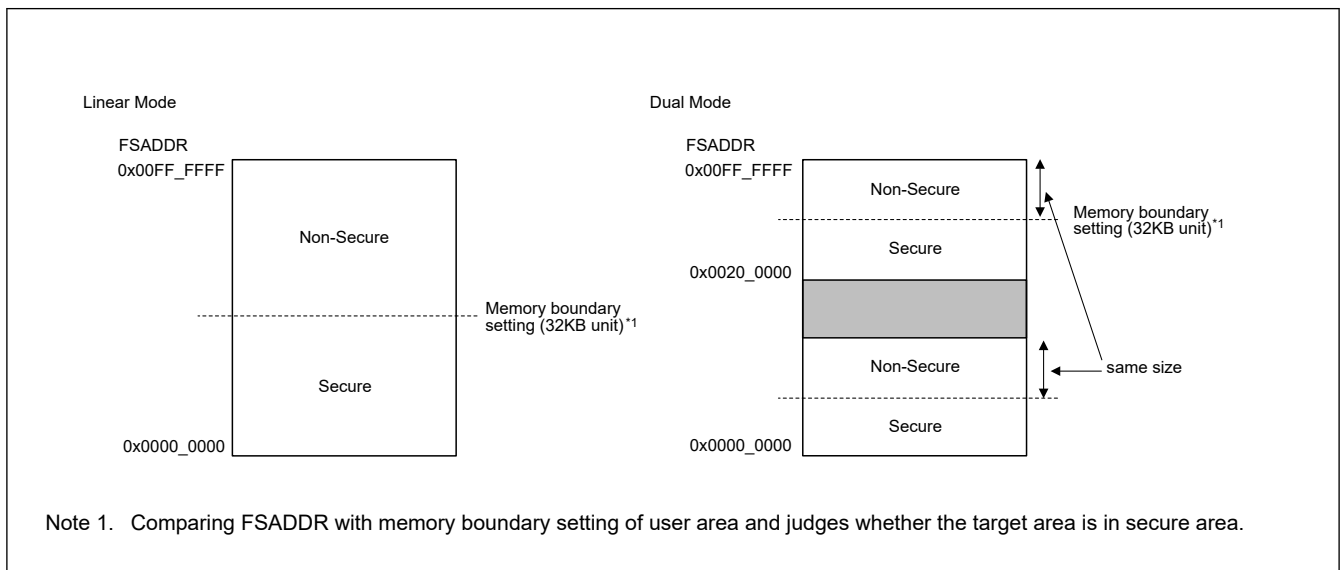 Linear Mode
FSADDR
0x00FF_FFFF
Non-Secure
Memory boundary
setting (32KB unit)*1
Secure
0x0000_0000
Dual Mode
FSADDR
0x00FF_FFFF
Non-Secure
Memory boundary
setting (32KB unit)*1
Secure
0x0020_0000
Non-Secure
same size
Secure
0x0000_0000
Note 1. Comparing FSADDR with memory boundary setting of user area and judges whether the target area is in secure area.